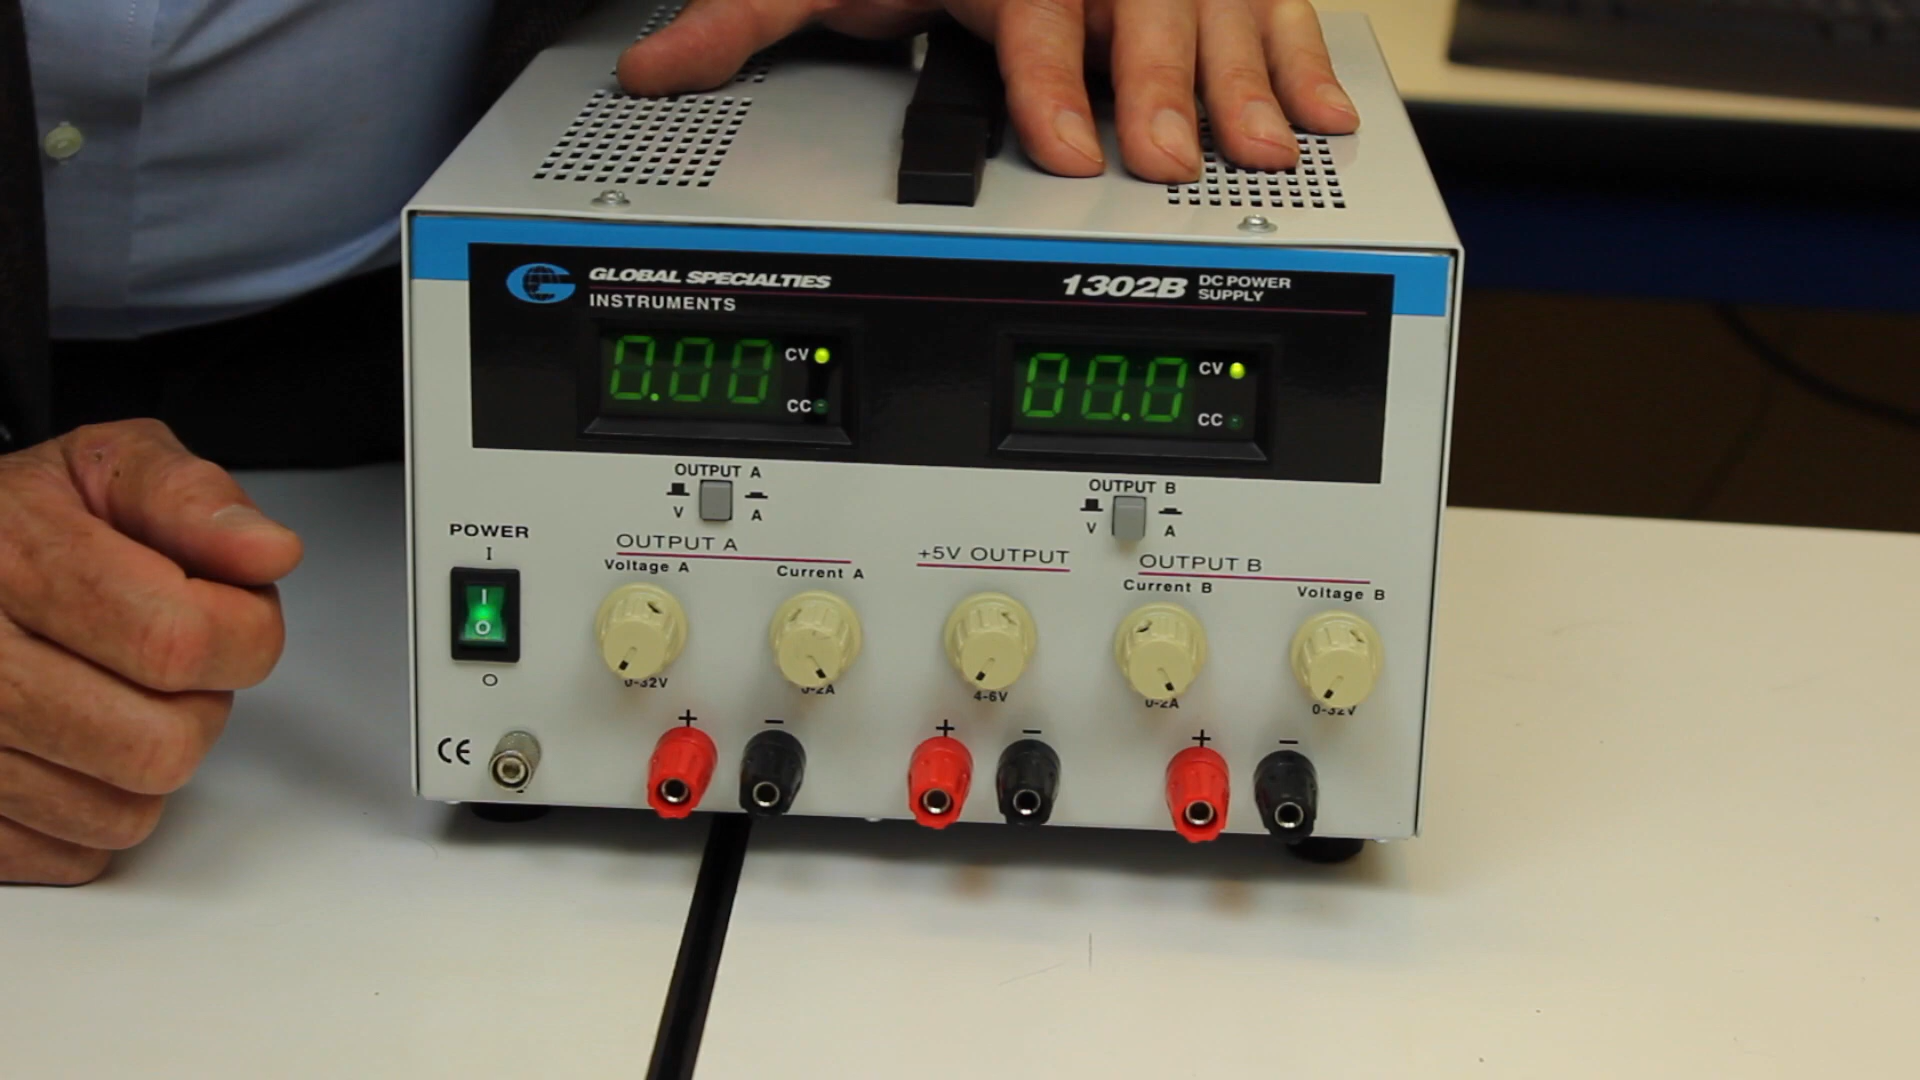 GLOBAL SPECIALTIES
INSTRUMENTS
1302B DC POWER
SUPPLY
0.00 CV
CC
00.0 CV
CC
OUTPUT A
V A
OUTPUT B
V A
POWER
I
I
O
O
OUTPUT A
Voltage A
0-32V
Current A
0-2A
+5V OUTPUT
4-6V
OUTPUT B
Current B
0-2A
Voltage B
0-32V
+ −
+ −
+ −
CE